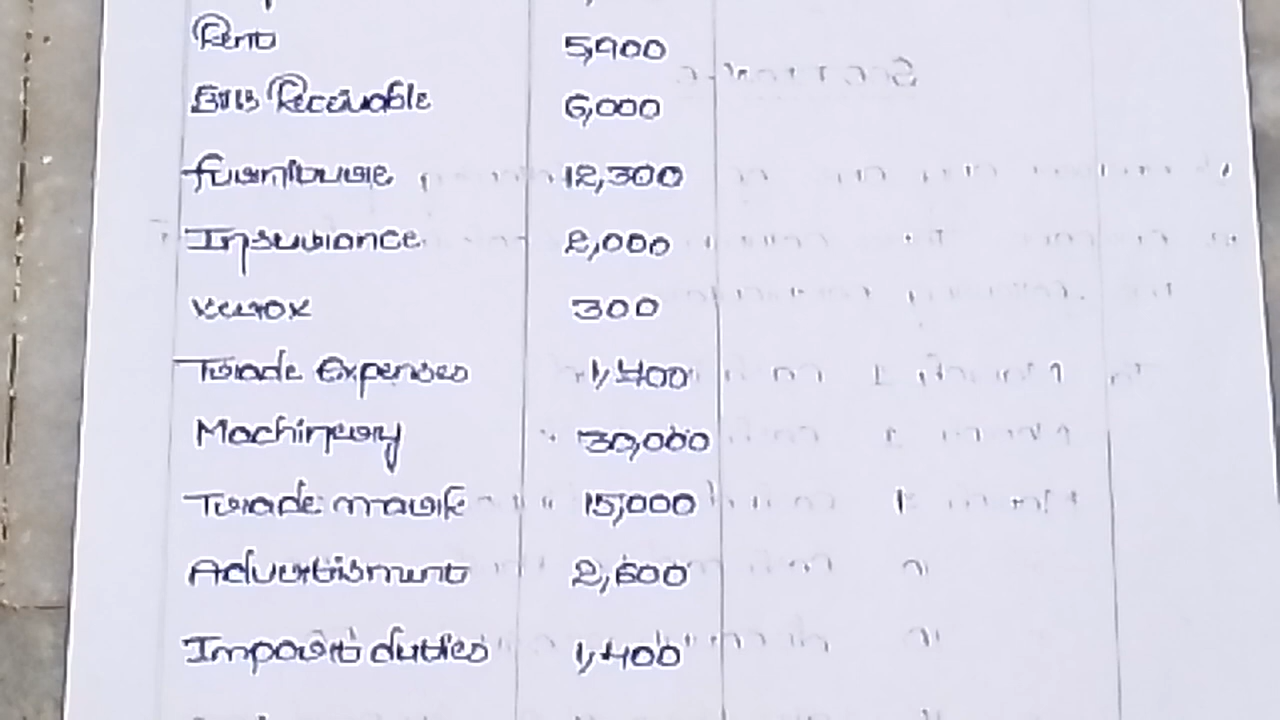 Rent 5,900
Bills Receivable 6,000
furniture 12,300
Insurance 2,000
Xerox 300
Trade Expenses 1,400
Machinery 30,000
Trade mark 15,000
Advertisment 2,600
Import duties 1,400